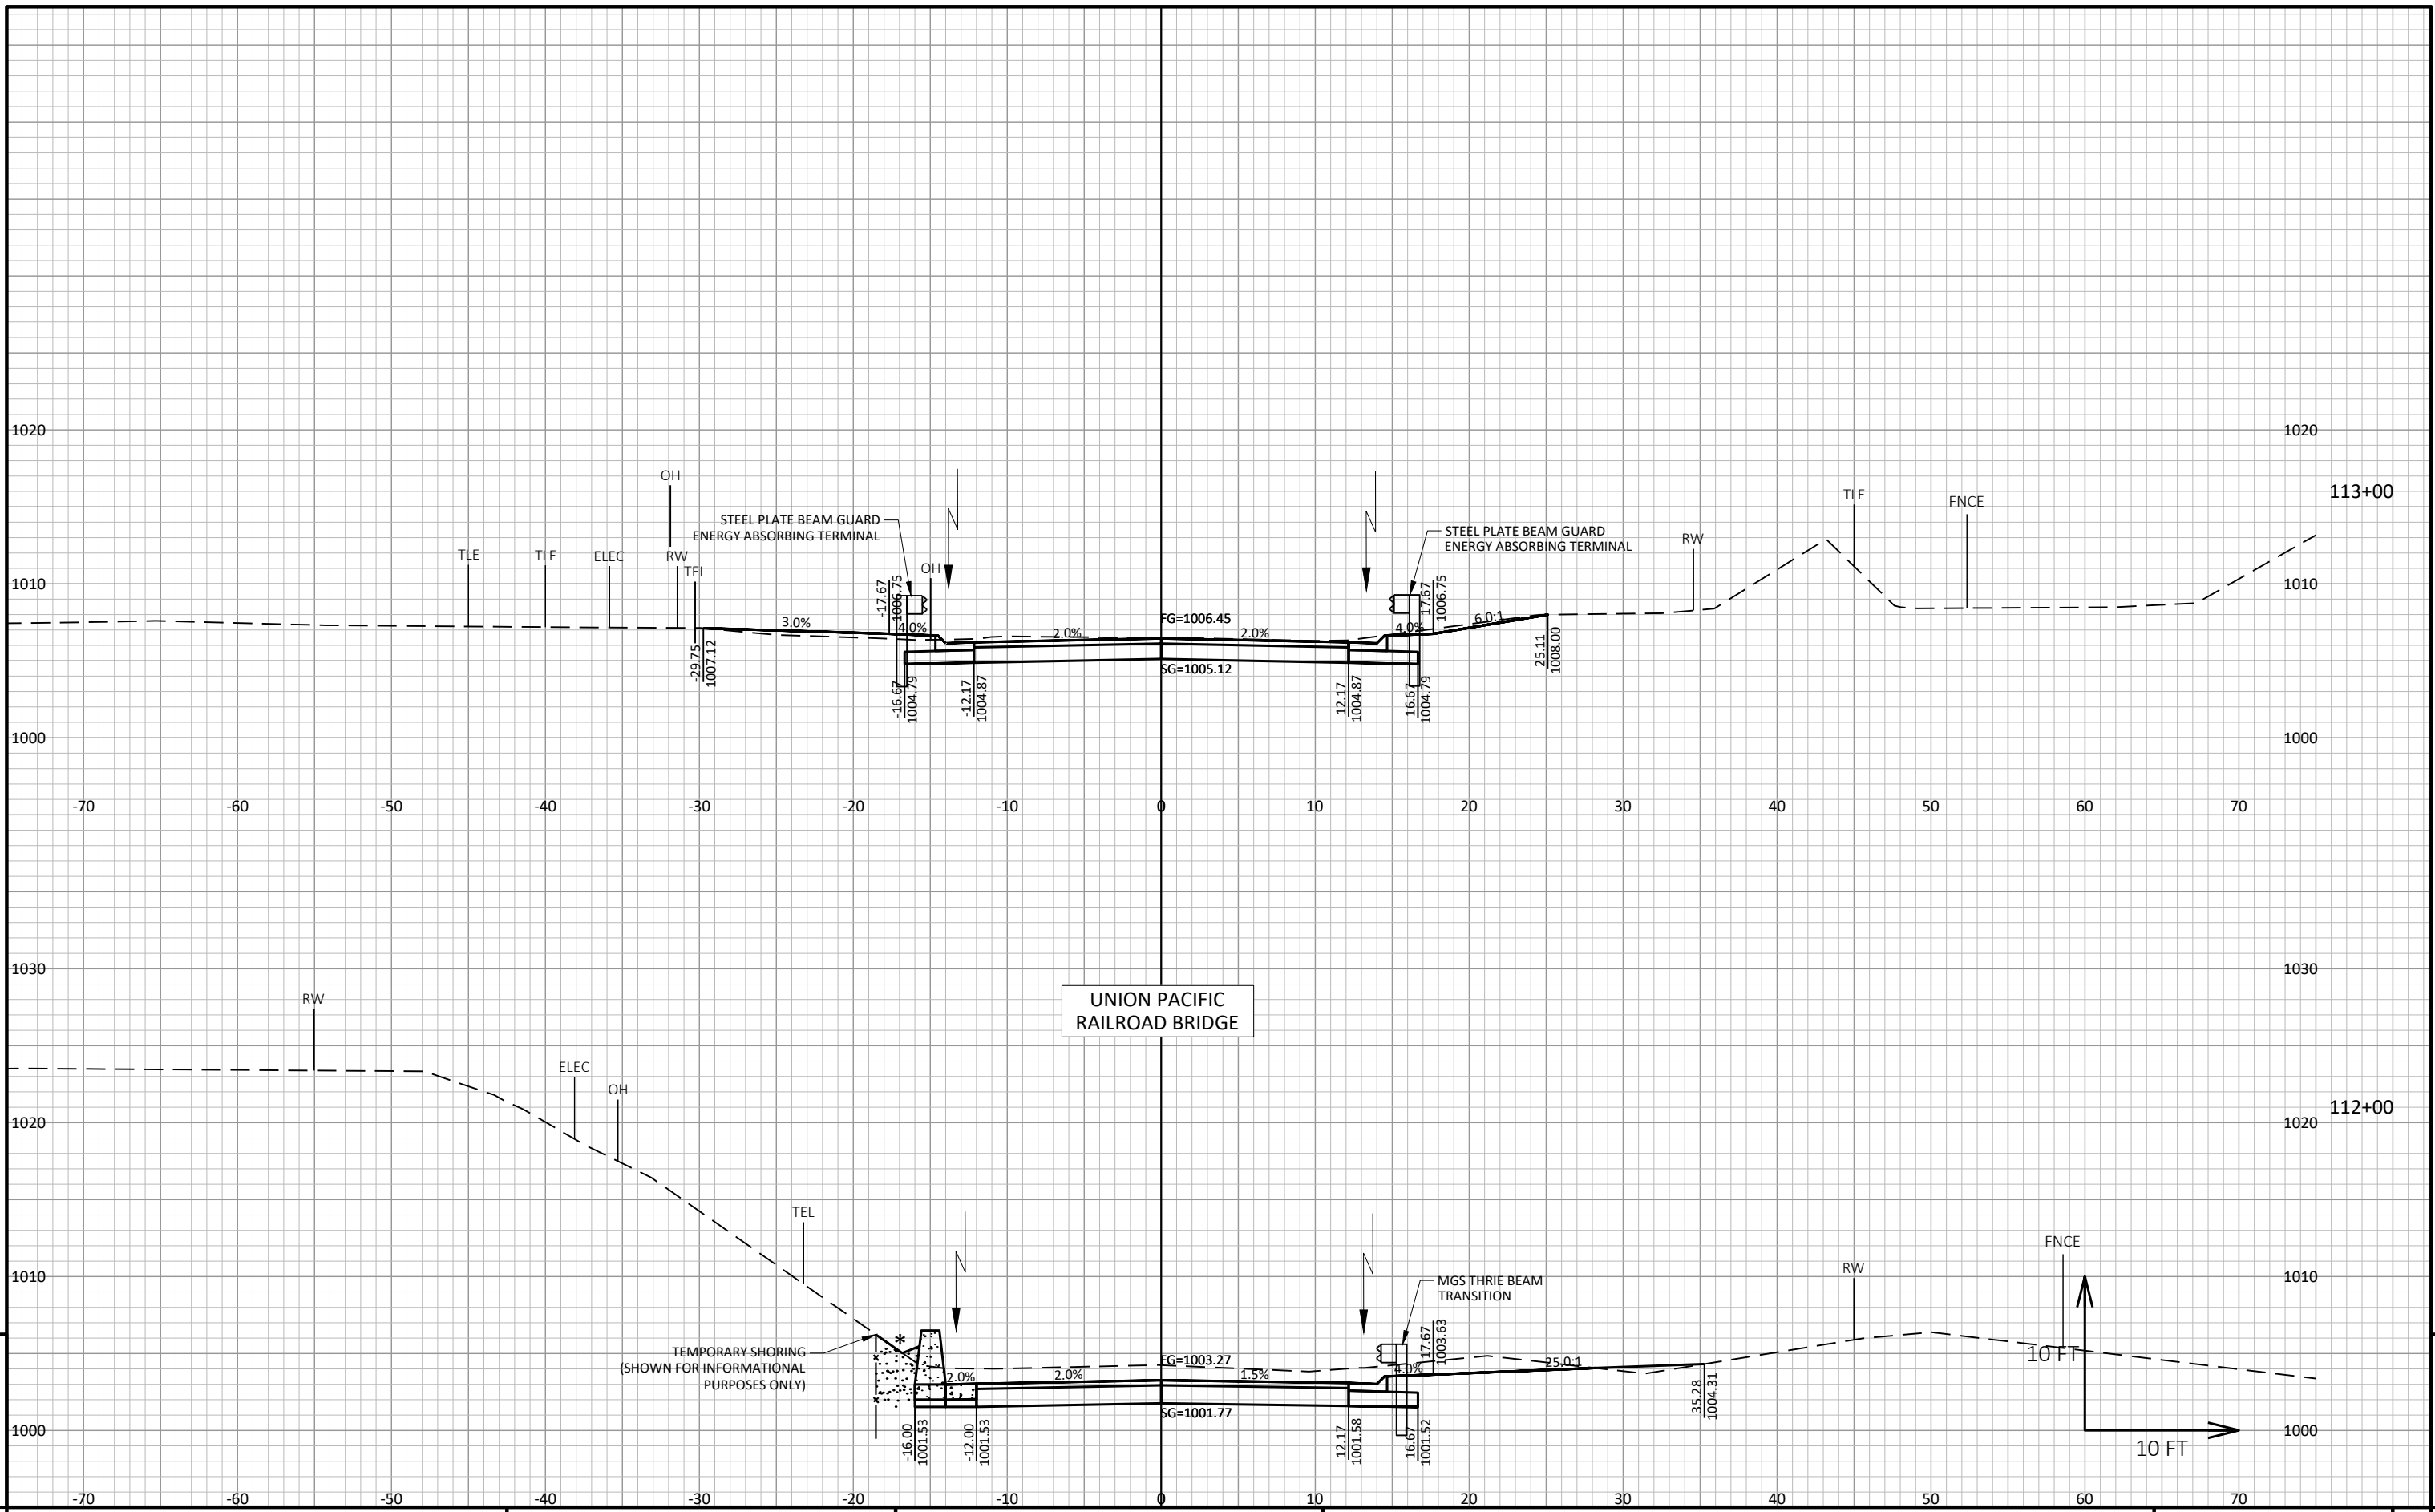 1020
1020
OH
113+00
TLE
FNCE
STEEL PLATE BEAM GUARD
ENERGY ABSORBING TERMINAL
STEEL PLATE BEAM GUARD
ENERGY ABSORBING TERMINAL
RW
TLE
TLE
ELEC
RW
TEL
OH
1010
1010
-17.67
1006.75
17.67
1006.75
3.0%
4.0%
2.0%
FG=1006.45
2.0%
4.0%
6.0:1
SG=1005.12
-29.75
1007.12
-16.67
1004.79
-12.17
1004.87
12.17
1004.87
16.67
1004.79
25.11
1008.00
1000
1000
-70
-60
-50
-40
-30
-20
-10
0
10
20
30
40
50
60
70
1030
1030
RW
UNION PACIFIC
RAILROAD BRIDGE
ELEC
OH
1020
1020
112+00
TEL
FNCE
RW
1010
1010
MGS THRIE BEAM
TRANSITION
*
TEMPORARY SHORING
(SHOWN FOR INFORMATIONAL
PURPOSES ONLY)
17.67
1003.63
10 FT
2.0%
2.0%
FG=1003.27
1.5%
4.0%
25.0:1
SG=1001.77
-16.00
1001.53
-12.00
1001.53
12.17
1001.58
16.67
1001.52
35.28
1004.31
1000
1000
10 FT
-70
-60
-50
-40
-30
-20
-10
0
10
20
30
40
50
60
70